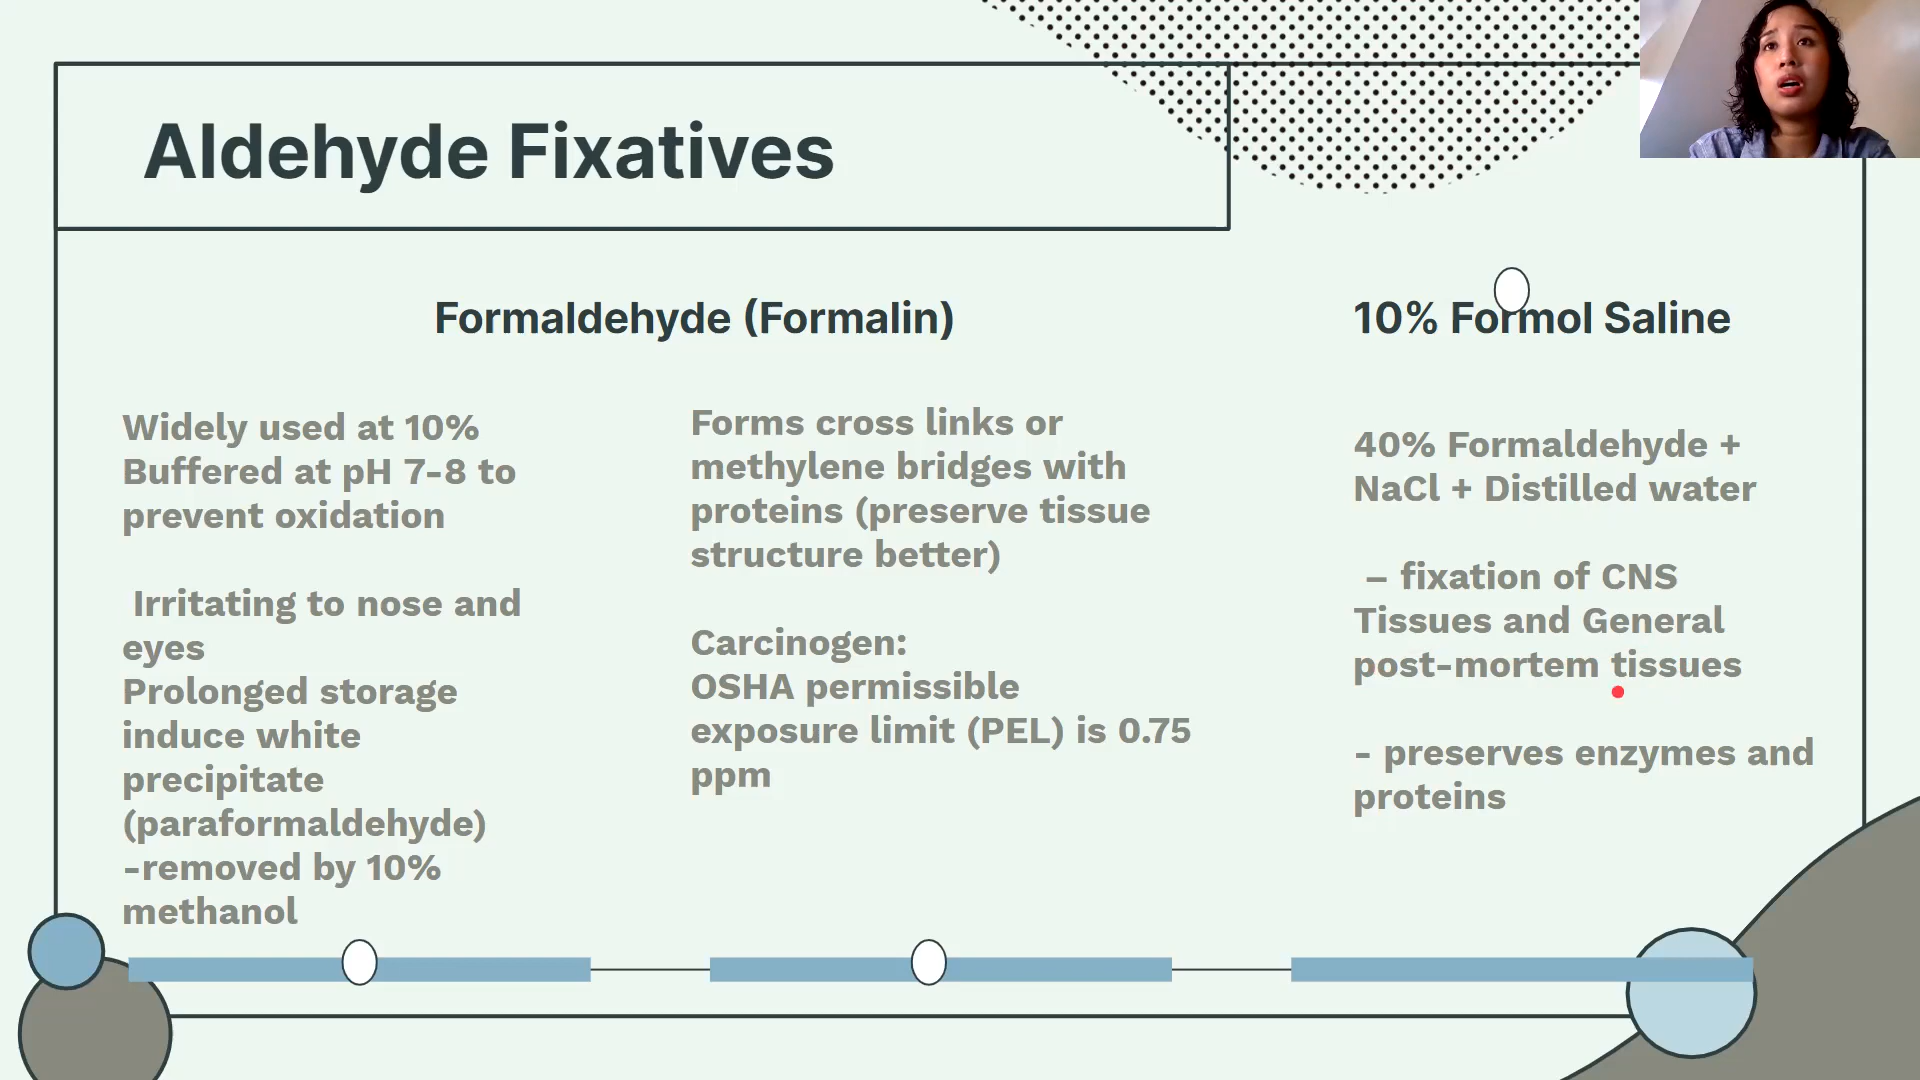 Aldehyde Fixatives
Formaldehyde (Formalin)
Widely used at 10%
Buffered at pH 7-8 to
prevent oxidation
Irritating to nose and
eyes
Prolonged storage
induce white
precipitate
(paraformaldehyde)
-removed by 10%
methanol
Forms cross links or
methylene bridges with
proteins (preserve tissue
structure better)
Carcinogen:
OSHA permissible
exposure limit (PEL) is 0.75
ppm
10% Formol Saline
40% Formaldehyde +
NaCl + Distilled water
– fixation of CNS
Tissues and General
post-mortem tissues
- preserves enzymes and
proteins